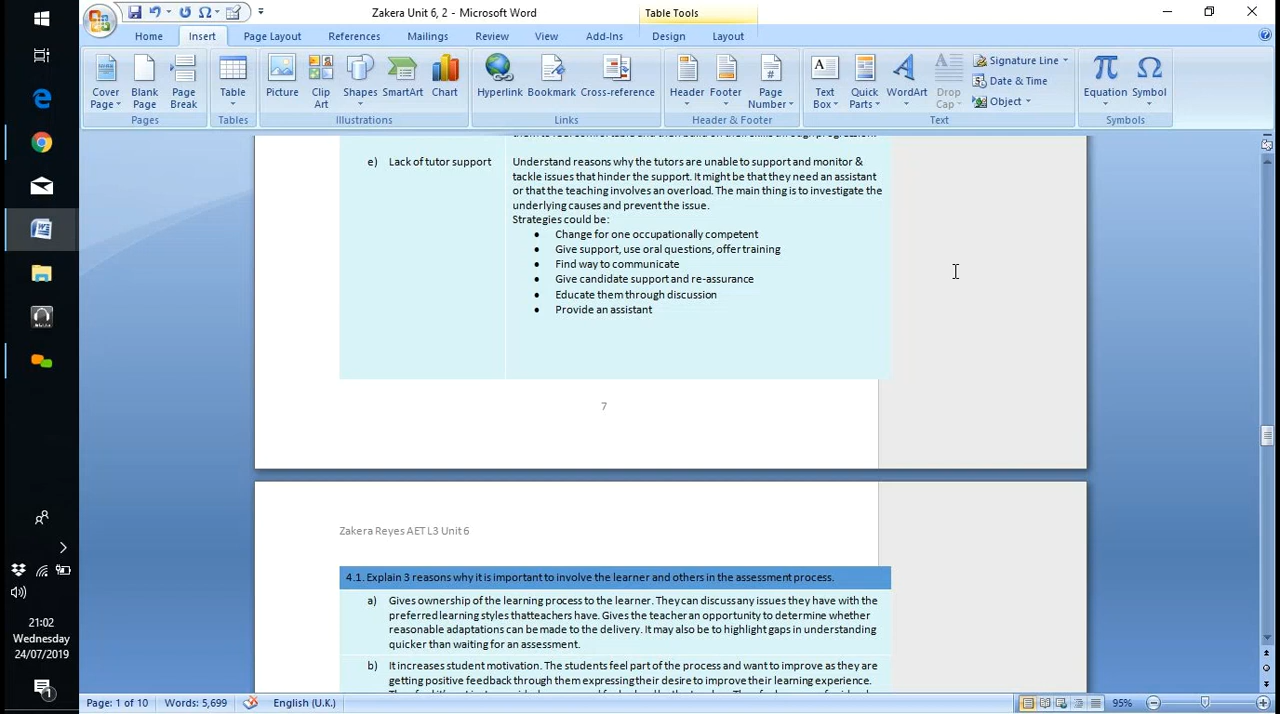 Zakera Unit 6, 2 - Microsoft Word
Table Tools
Home Insert Page Layout References Mailings Review View Add-Ins Design Layout
Cover Page
Blank Page
Page Break
Table
Picture
Clip Art
Shapes
SmartArt
Chart
Hyperlink
Bookmark
Cross-reference
Header
Footer
Page Number
Text Box
Quick Parts
WordArt
Drop Cap
Signature Line
Date & Time
Object
Equation
Symbol
Pages Tables Illustrations Links Header & Footer Text Symbols
e) Lack of tutor support
Understand reasons why the tutors are unable to support and monitor &
tackle issues that hinder the support. It might be that they need an assistant
or that the teaching involves an overload. The main thing is to investigate the
underlying causes and prevent the issue.
Strategies could be:
• Change for one occupationally competent
• Give support, use oral questions, offer training
• Find way to communicate
• Give candidate support and re-assurance
• Educate them through discussion
• Provide an assistant
7
Zakera Reyes AET L3 Unit 6
4.1. Explain 3 reasons why it is important to involve the learner and others in the assessment process.
a) Gives ownership of the learning process to the learner. They can discuss any issues they have with the
preferred learning styles thatteachers have. Gives the teacher an opportunity to determine whether
reasonable adaptations can be made to the delivery. It may also be to highlight gaps in understanding
quicker than waiting for an assessment.
b) It increases student motivation. The students feel part of the process and want to improve as they are
getting positive feedback through them expressing their desire to improve their learning experience.
21:02
Wednesday
24/07/2019
1
Page: 1 of 10 Words: 5,699 English (U.K.) 95%